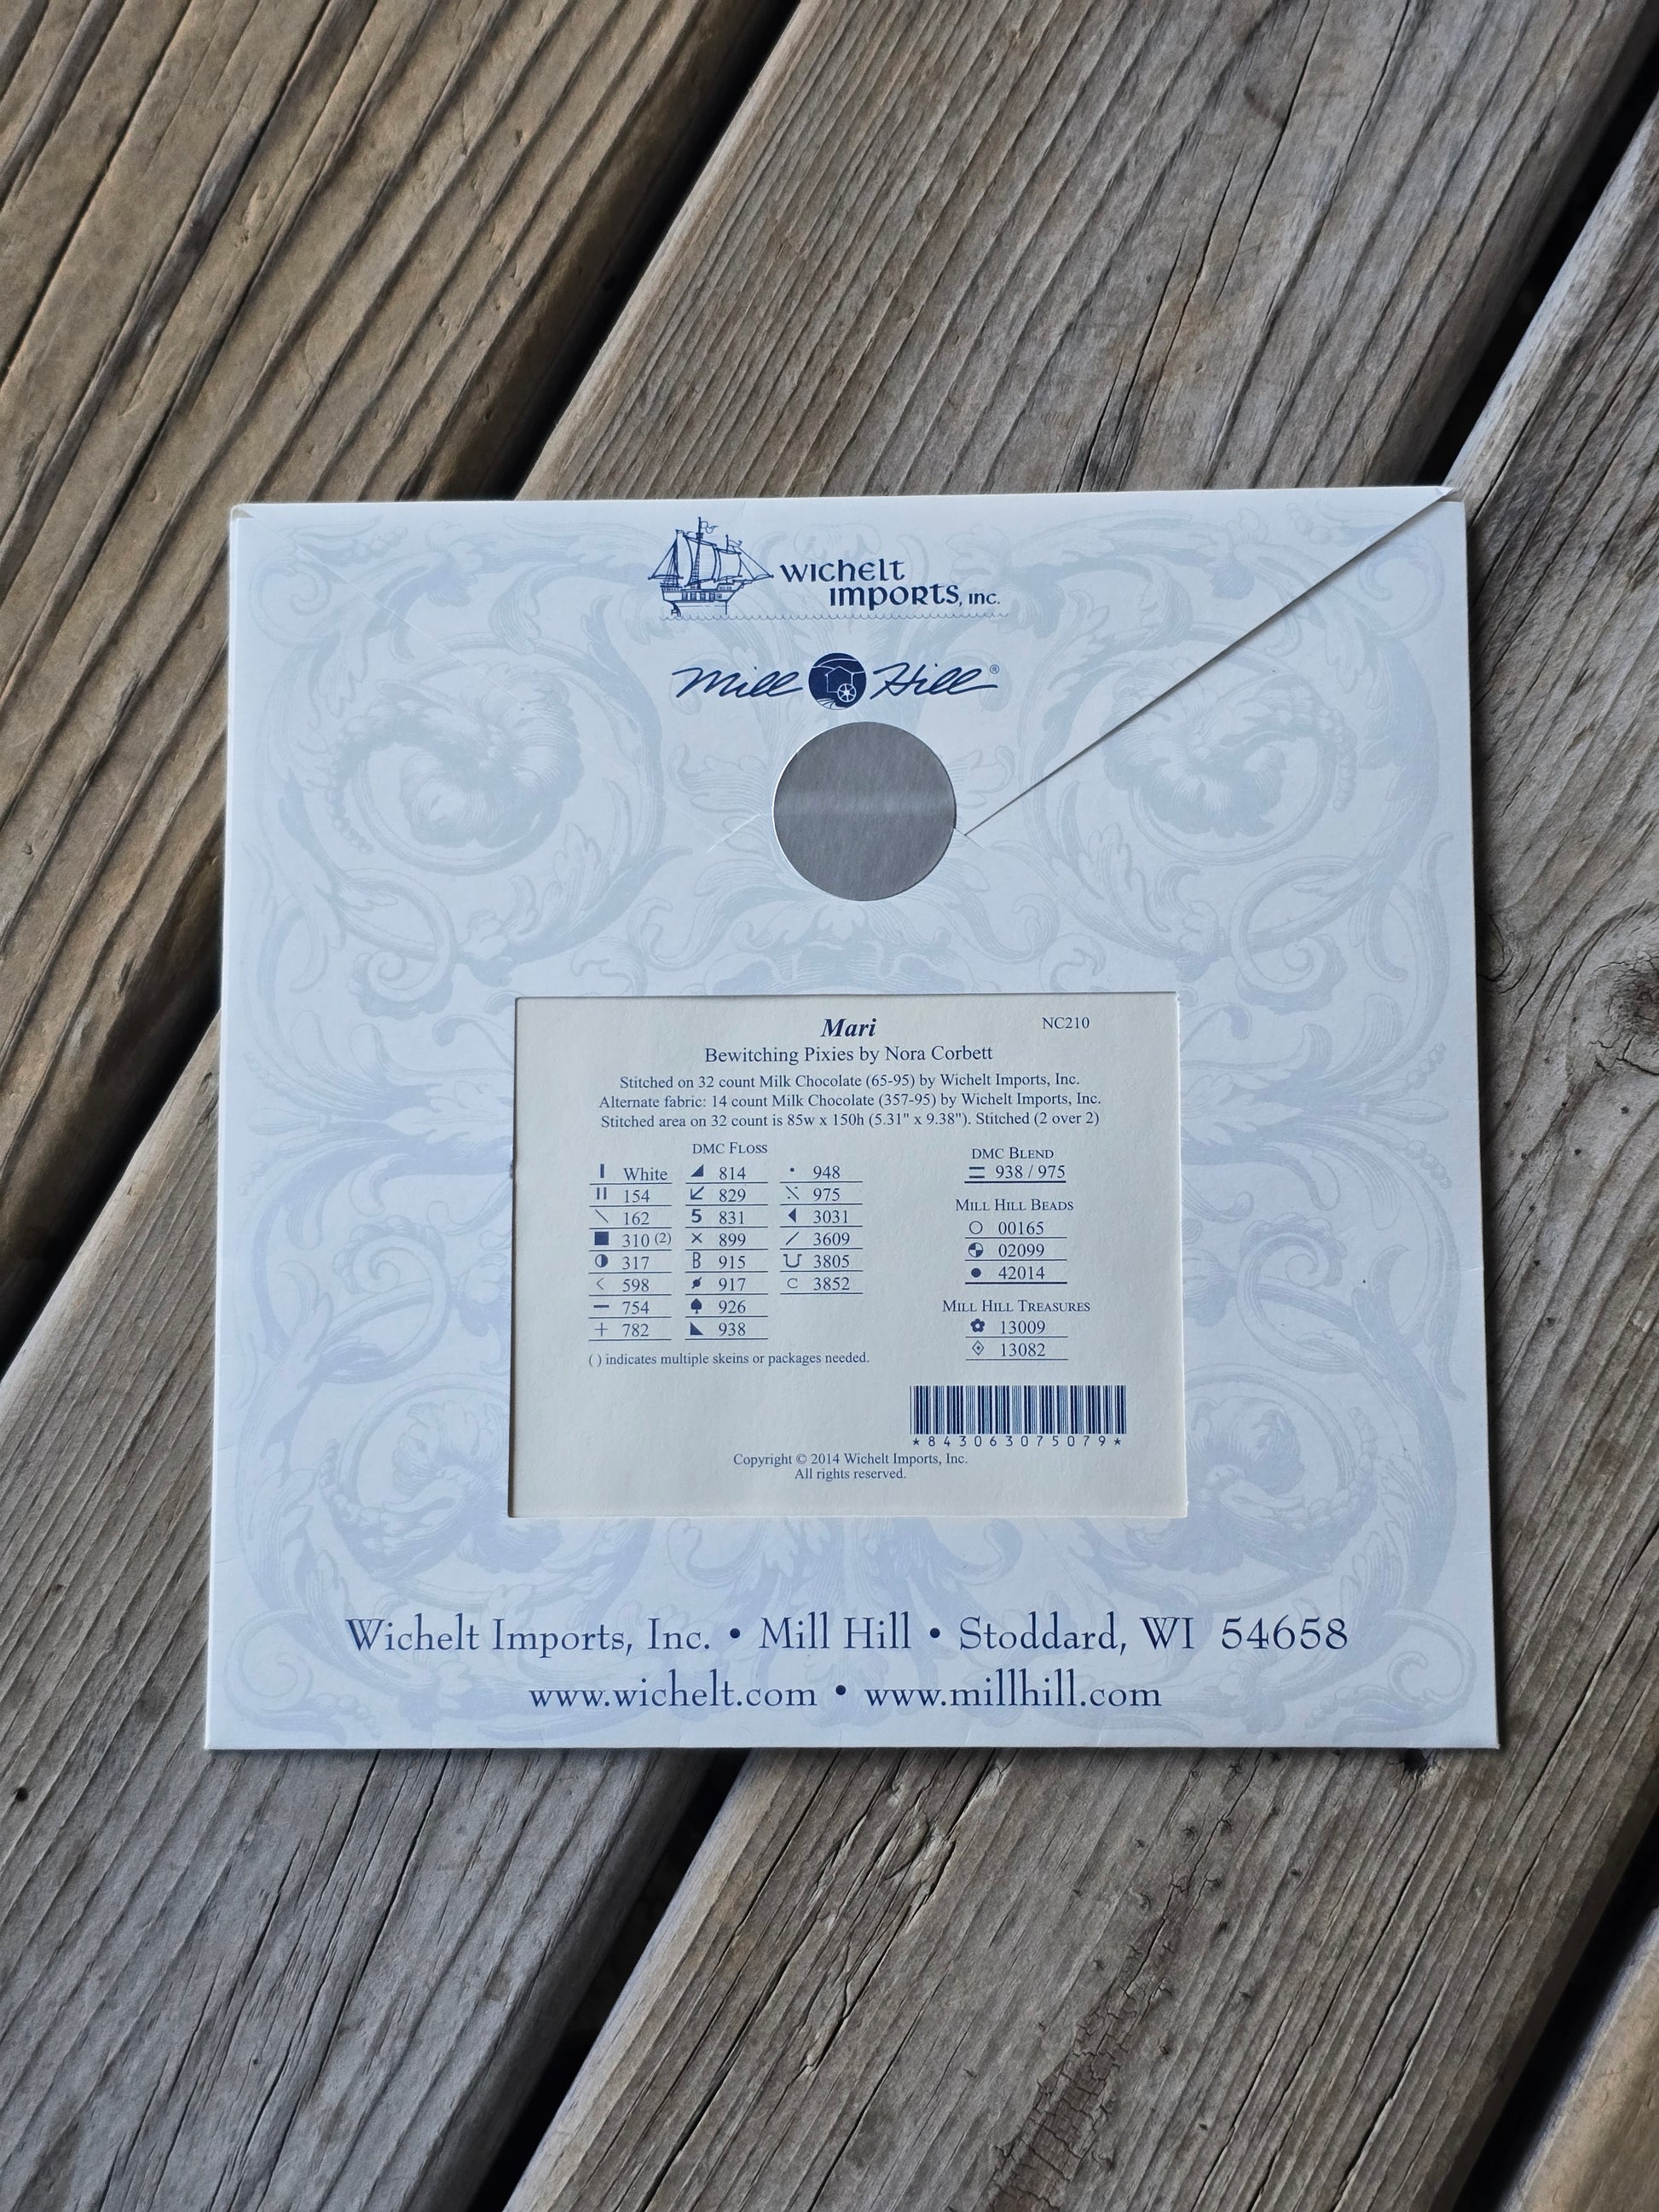 Wichelt
Imports, Inc.
Mill Hill®
Mari NC210
Bewitching Pixies by Nora Corbett
Stitched on 32 count Milk Chocolate (65-95) by Wichelt Imports, Inc.
Alternate fabric: 14 count Milk Chocolate (357-95) by Wichelt Imports, Inc.
Stitched area on 32 count is 85w x 150h (5.31" x 9.38"). Stitched (2 over 2)
DMC Floss
White 814 948
154 829 975
162 5 831 3031
310 (2) 899 3609
317 B 915 3805
598 917 C 3852
754 926
782 938
( ) indicates multiple skeins or packages needed.
DMC Blend
938 / 975
Mill Hill Beads
00165
02099
42014
Mill Hill Treasures
13009
13082
*843063075079*
Copyright © 2014 Wichelt Imports, Inc.
All rights reserved.
Wichelt Imports, Inc. • Mill Hill • Stoddard, WI 54658
www.wichelt.com • www.millhill.com